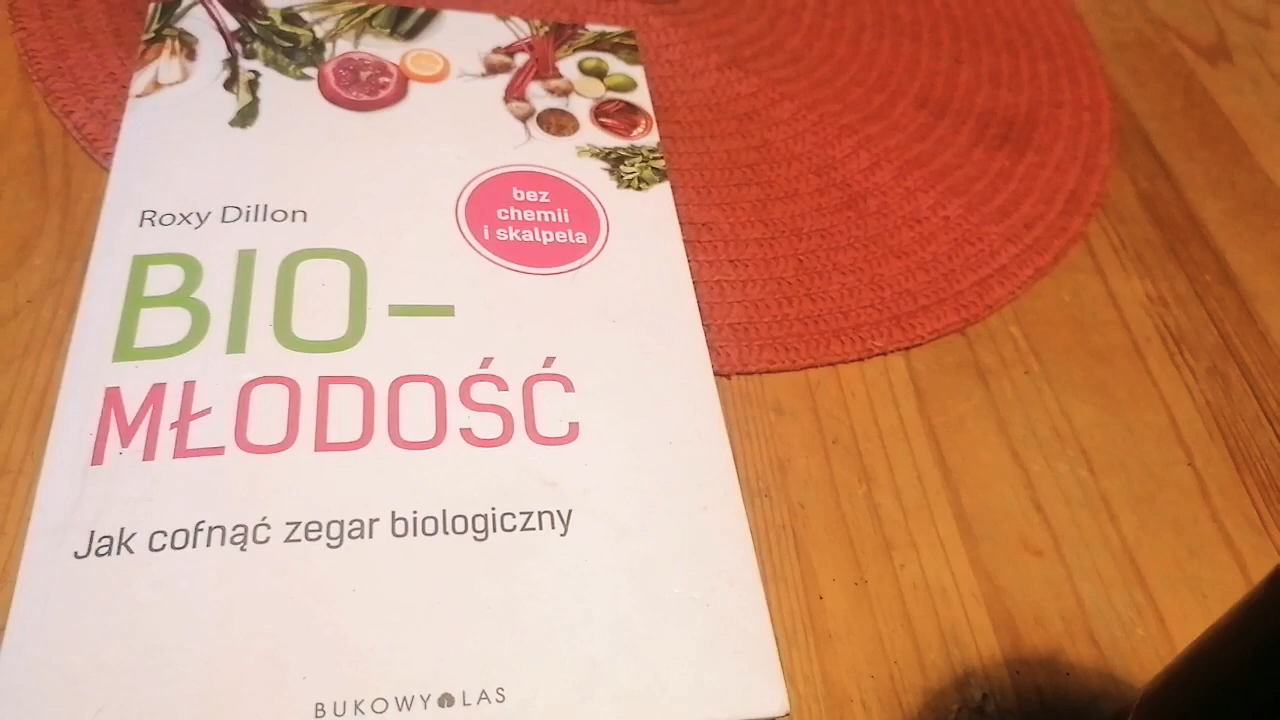 bez
chemii
i skalpela
Roxy Dillon
BIO-
MŁODOŚĆ
Jak cofnąć zegar biologiczny
BUKOWY LAS